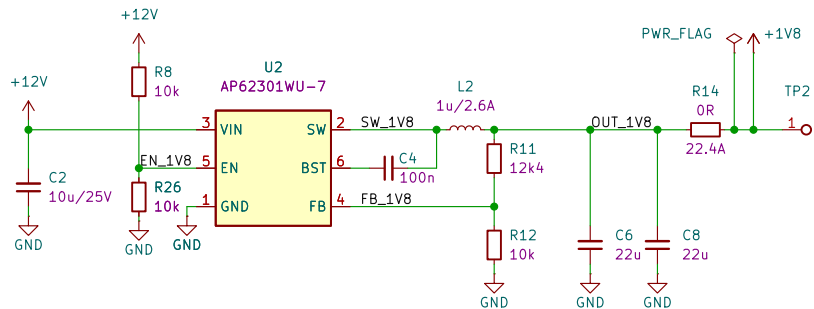 +12V
PWR_FLAG
+1V8
+12V
R8
10k
U2
AP62301WU-7
L2
1u/2.6A
R14
0R
22.4A
TP2
1
3
VIN
SW
2
SW_1V8
OUT_1V8
EN_1V8
5
EN
BST
6
C4
100n
R11
12k4
C2
10u/25V
R26
10k
1
GND
FB
4
FB_1V8
R12
10k
C6
22u
C8
22u
GND
GND
GND
GND
GND
GND